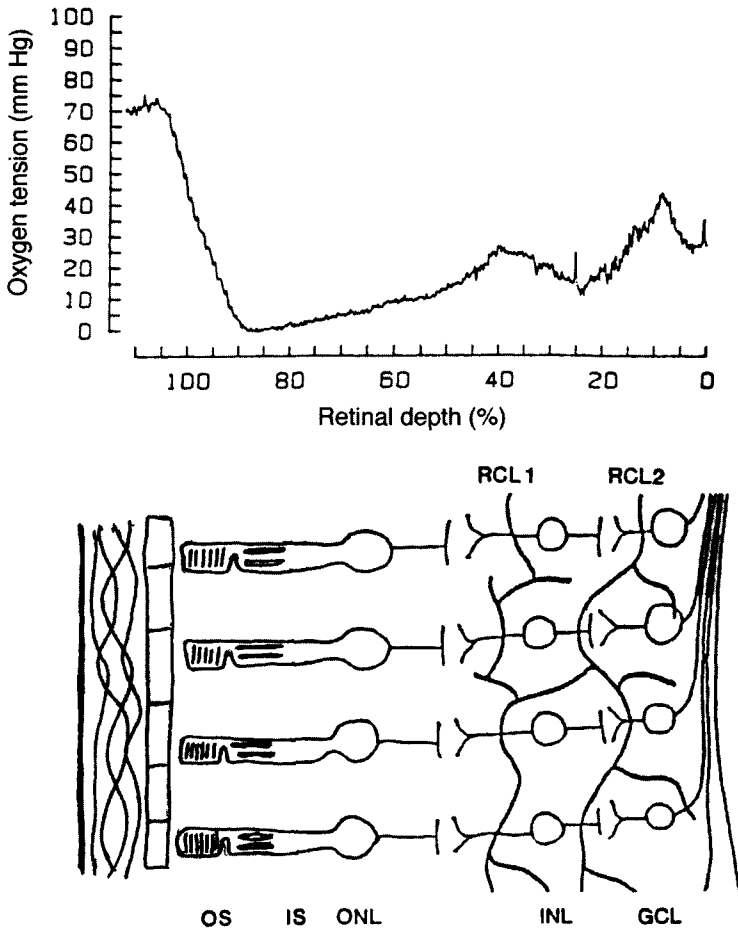 100
90
80
70
60
50
40
30
20
10
0
Oxygen tension (mm Hg)
100 80 60 40 20 0
Retinal depth (%)
RCL1 RCL2
OS IS ONL INL GCL